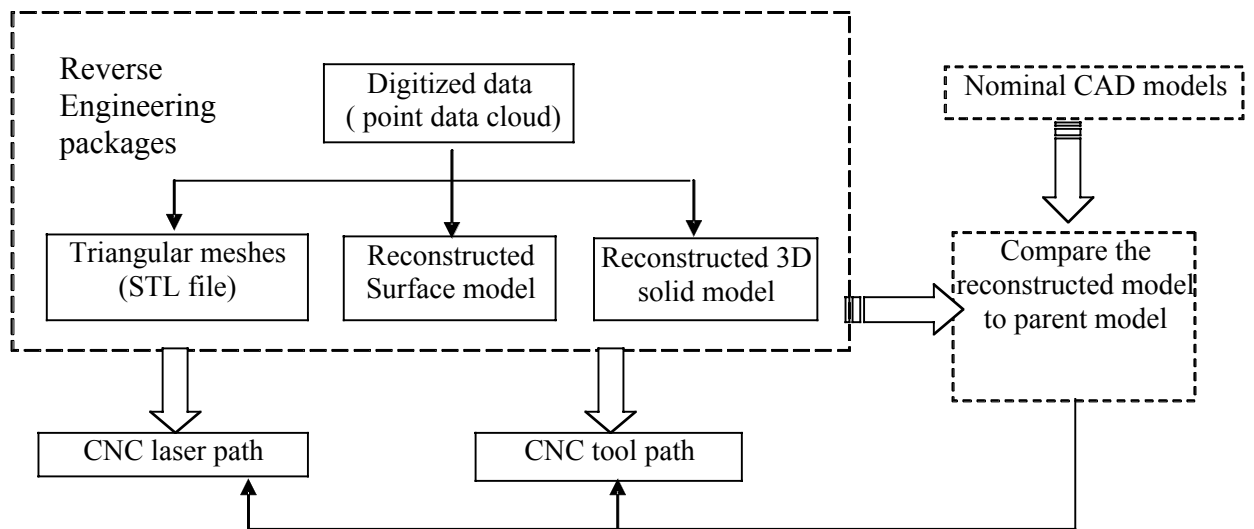 Reverse
Engineering
packages
Digitized data
( point data cloud)
Nominal CAD models
Triangular meshes
(STL file)
Reconstructed
Surface model
Reconstructed 3D
solid model
Compare the
reconstructed model
to parent model
CNC laser path
CNC tool path